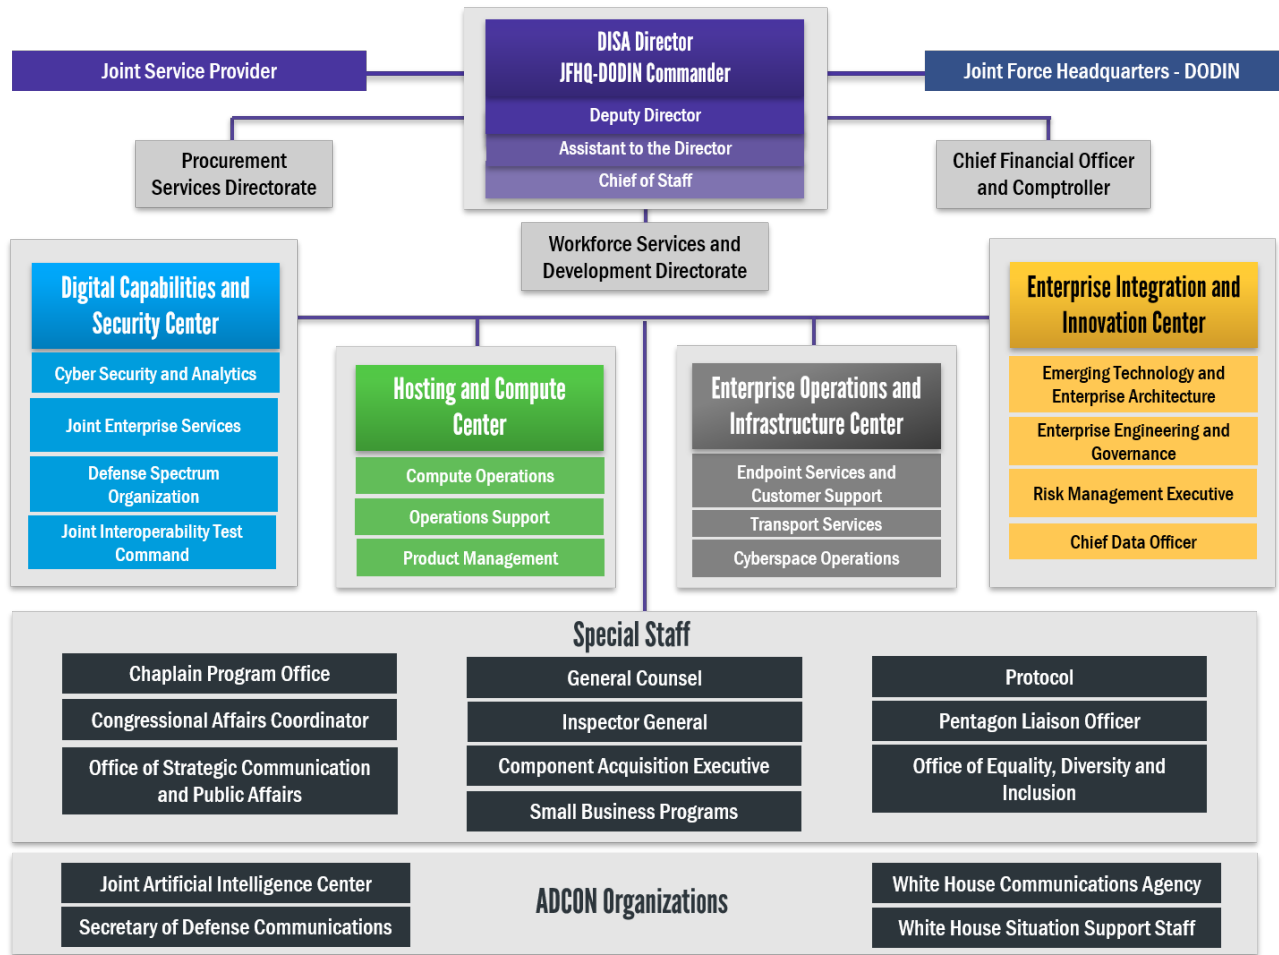 DISA Director
JFHQ-DODIN Commander
Deputy Director
Assistant to the Director
Chief of Staff
Joint Service Provider
Joint Force Headquarters - DODIN
Procurement
Services Directorate
Chief Financial Officer
and Comptroller
Workforce Services and
Development Directorate
Digital Capabilities and
Security Center
Cyber Security and Analytics
Joint Enterprise Services
Defense Spectrum
Organization
Joint Interoperability Test
Command
Hosting and Compute
Center
Compute Operations
Operations Support
Product Management
Enterprise Operations and
Infrastructure Center
Endpoint Services and
Customer Support
Transport Services
Cyberspace Operations
Enterprise Integration and
Innovation Center
Emerging Technology and
Enterprise Architecture
Enterprise Engineering and
Governance
Risk Management Executive
Chief Data Officer
Special Staff
Chaplain Program Office
Congressional Affairs Coordinator
Office of Strategic Communication
and Public Affairs
General Counsel
Inspector General
Component Acquisition Executive
Small Business Programs
Protocol
Pentagon Liaison Officer
Office of Equality, Diversity and
Inclusion
ADCON Organizations
Joint Artificial Intelligence Center
Secretary of Defense Communications
White House Communications Agency
White House Situation Support Staff